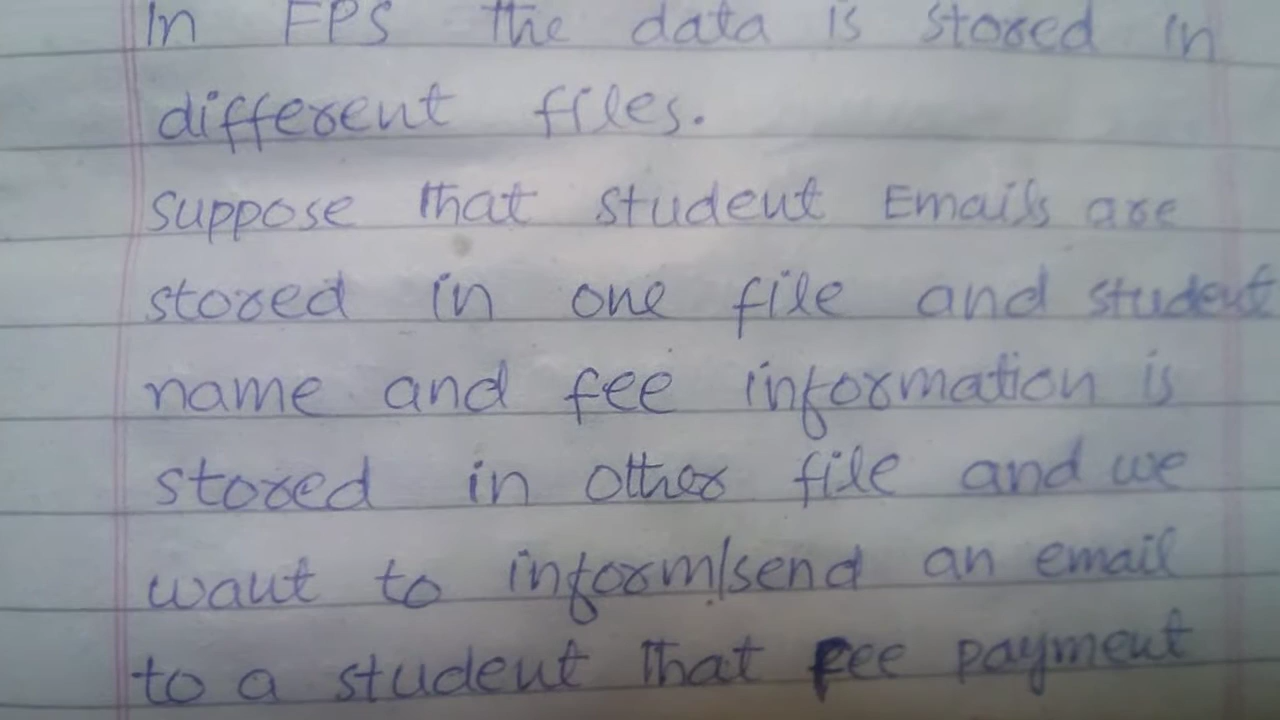 In FPS the data is stored in
different files.
suppose that student Emails are
stored in one file and student
name and fee information is
stored in other file and we
want to inform/send an email
to a student that fee payment